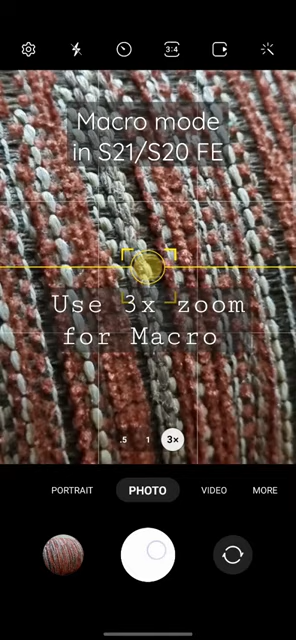 3:4
Macro mode
in S21/S20 FE
Use 3x zoom
for Macro
.5 1 3×
PORTRAIT PHOTO VIDEO MORE